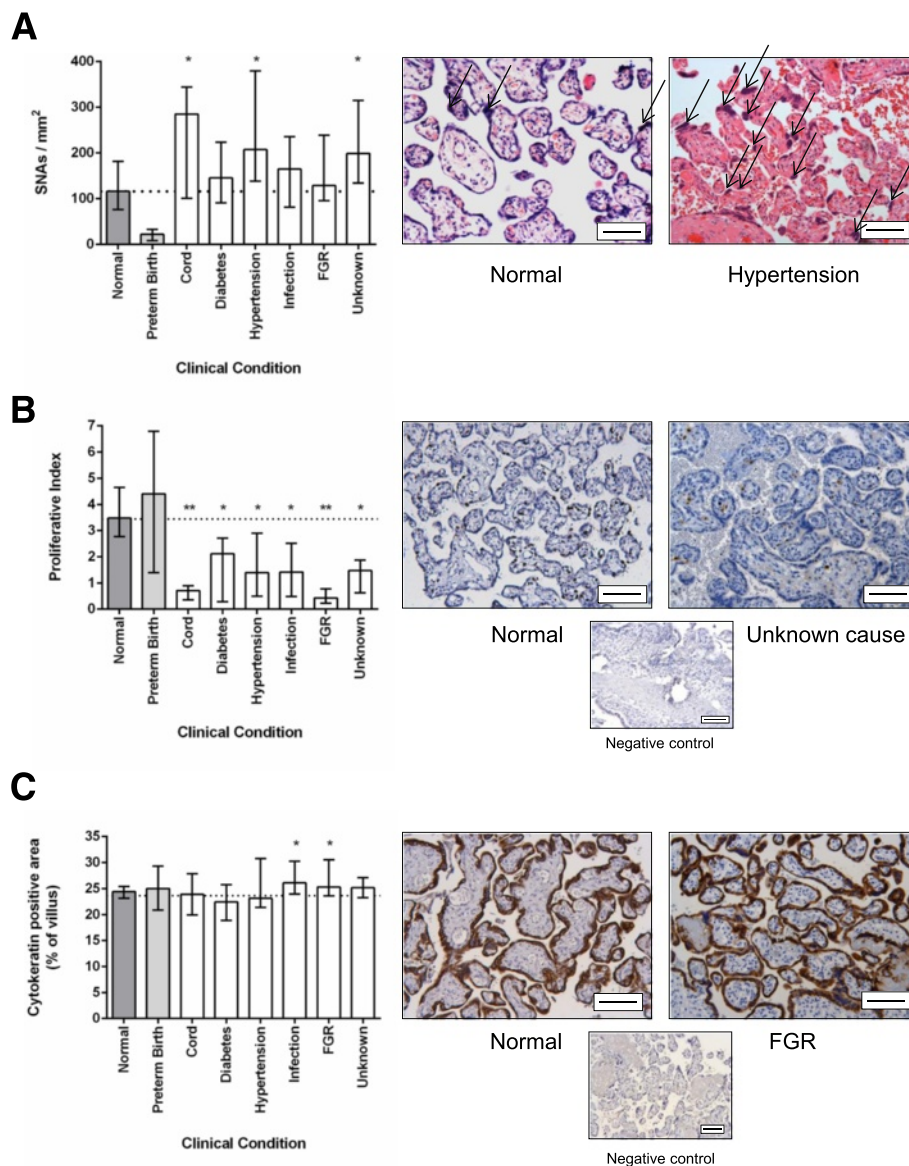 A
SNAs / mm²
400
300
200
100
0
* * *
Normal
Preterm Birth
Cord
Diabetes
Hypertension
Infection
FGR
Unknown
Clinical Condition
Normal
Hypertension
B
Proliferative Index
7
6
5
4
3
2
1
0
** * * * ** *
Normal
Preterm Birth
Cord
Diabetes
Hypertension
Infection
FGR
Unknown
Clinical Condition
Normal
Unknown cause
Negative control
C
Cytokeratin positive area
(% of villus)
35
30
25
20
15
10
5
0
* *
Normal
Preterm Birth
Cord
Diabetes
Hypertension
Infection
FGR
Unknown
Clinical Condition
Normal
FGR
Negative control